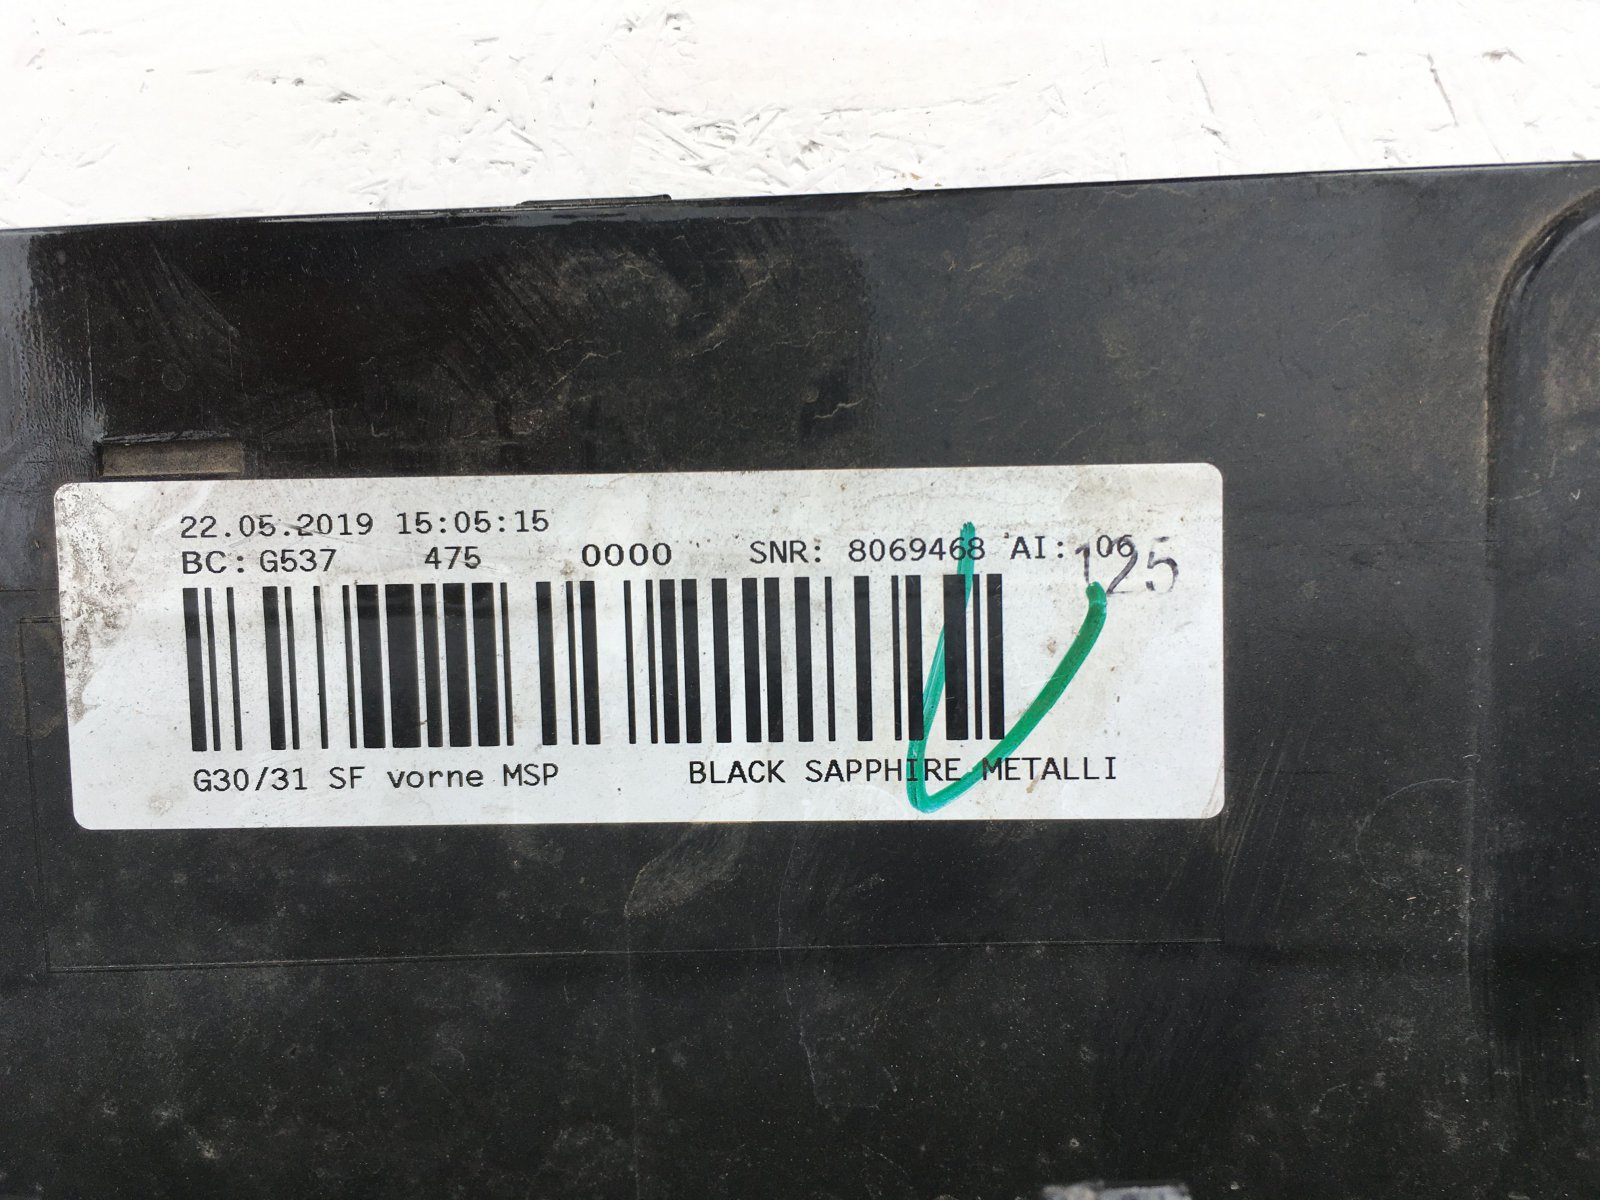 22.05.2019 15:05:15
BC: G537 475 0000 SNR: 8069468 AI: 06
125
G30/31 SF vorne MSP BLACK SAPPHIRE METALLI